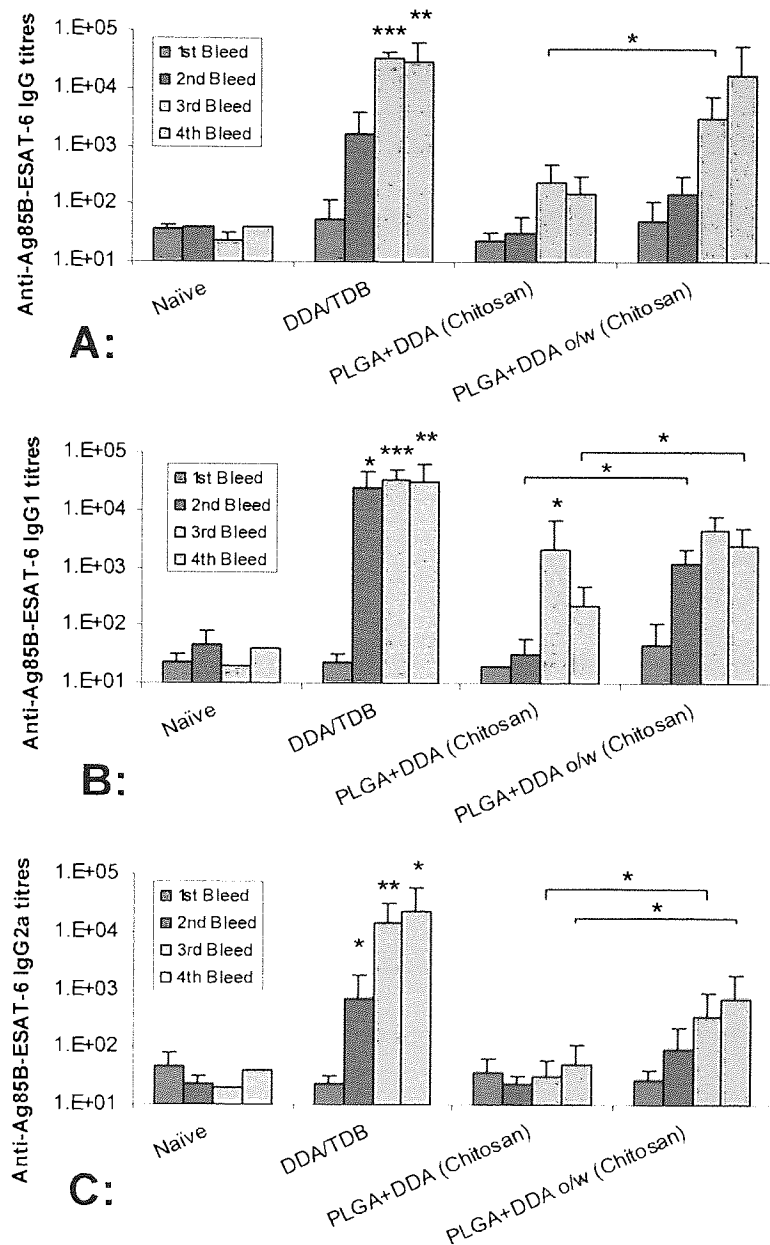 Anti-Ag85B-ESAT-6 IgG titres
1.E+05
1.E+04
1.E+03
1.E+02
1.E+01
1st Bleed
2nd Bleed
3rd Bleed
4th Bleed
***
**
*
Naïve
DDA/TDB
PLGA+DDA (Chitosan)
PLGA+DDA o/w (Chitosan)
A:
Anti-Ag85B-ESAT-6 IgG1 titres
1.E+05
1.E+04
1.E+03
1.E+02
1.E+01
1st Bleed
2nd Bleed
3rd Bleed
4th Bleed
*
***
**
*
*
*
Naïve
DDA/TDB
PLGA+DDA (Chitosan)
PLGA+DDA o/w (Chitosan)
B:
Anti-Ag85B-ESAT-6 IgG2a titres
1.E+05
1.E+04
1.E+03
1.E+02
1.E+01
1st Bleed
2nd Bleed
3rd Bleed
4th Bleed
*
**
*
*
*
Naïve
DDA/TDB
PLGA+DDA (Chitosan)
PLGA+DDA o/w (Chitosan)
C: